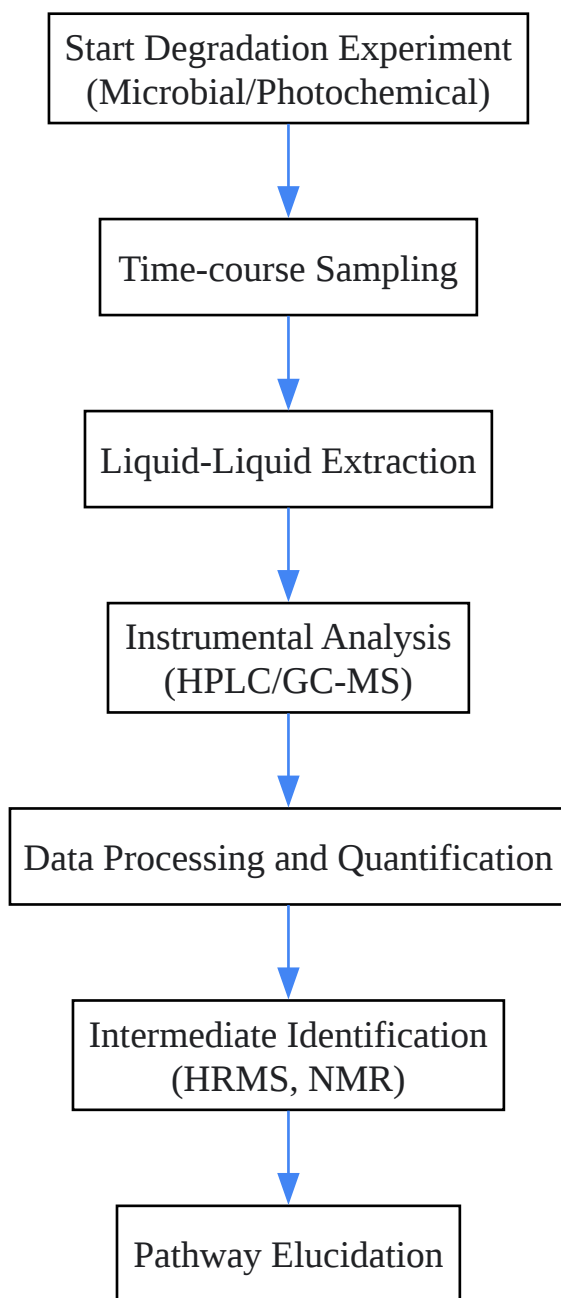 Start Degradation Experiment
(Microbial/Photochemical)
Time-course Sampling
Liquid-Liquid Extraction
Instrumental Analysis
(HPLC/GC-MS)
Data Processing and Quantification
Intermediate Identification
(HRMS, NMR)
Pathway Elucidation